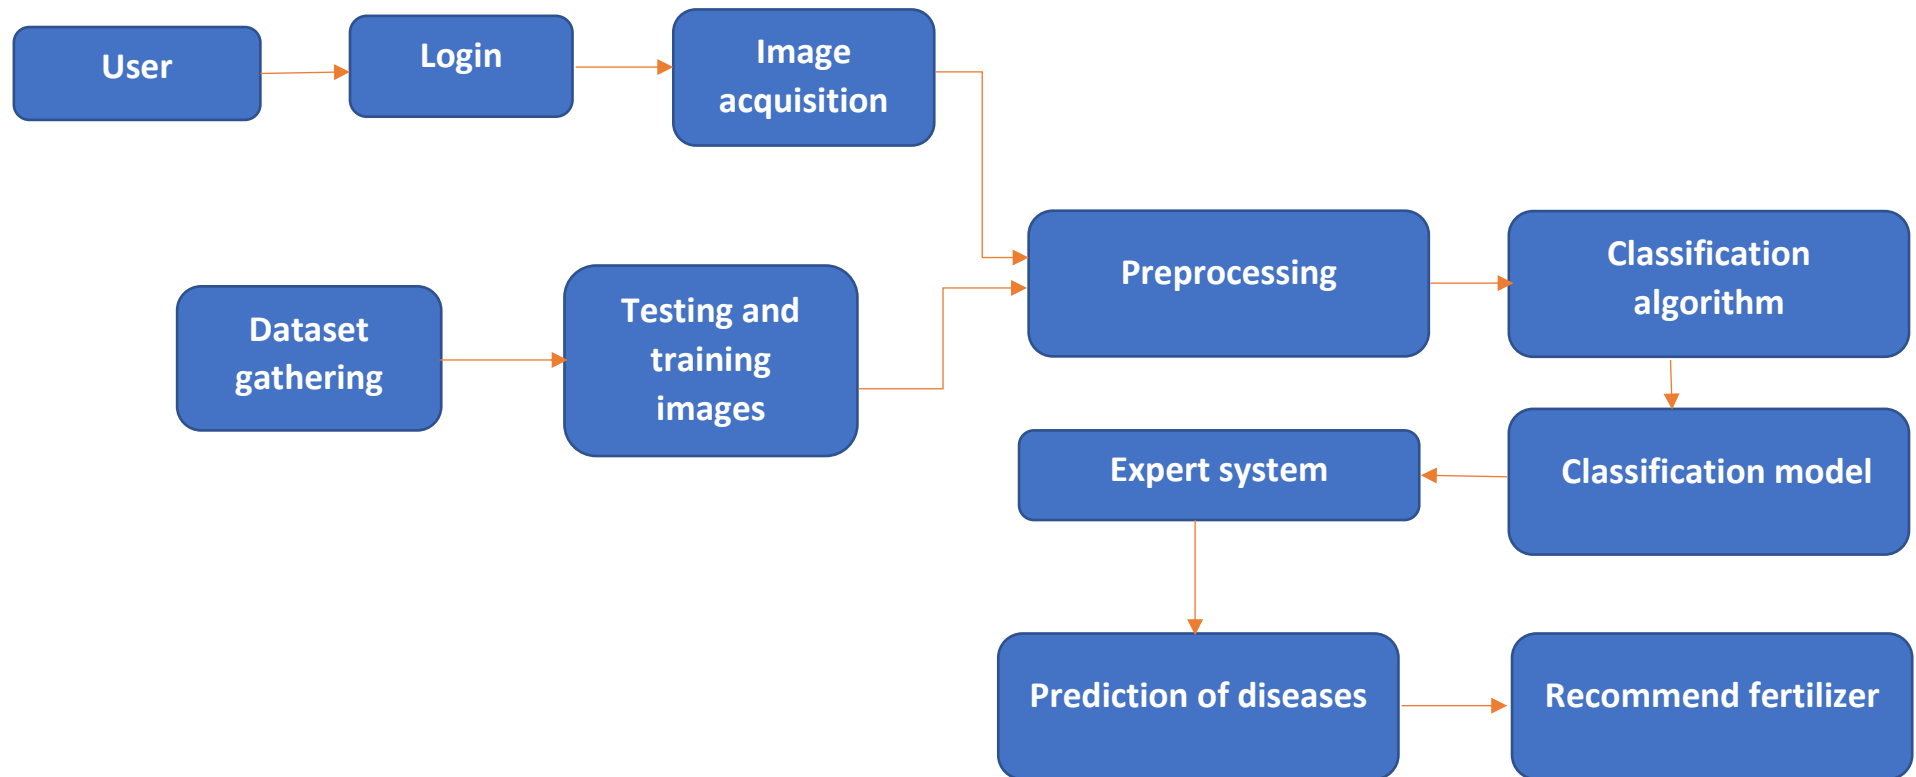 User
Login
Image
acquisition
Preprocessing
Classification
algorithm
Dataset
gathering
Testing and
training
images
Expert system
Classification model
Prediction of diseases
Recommend fertilizer